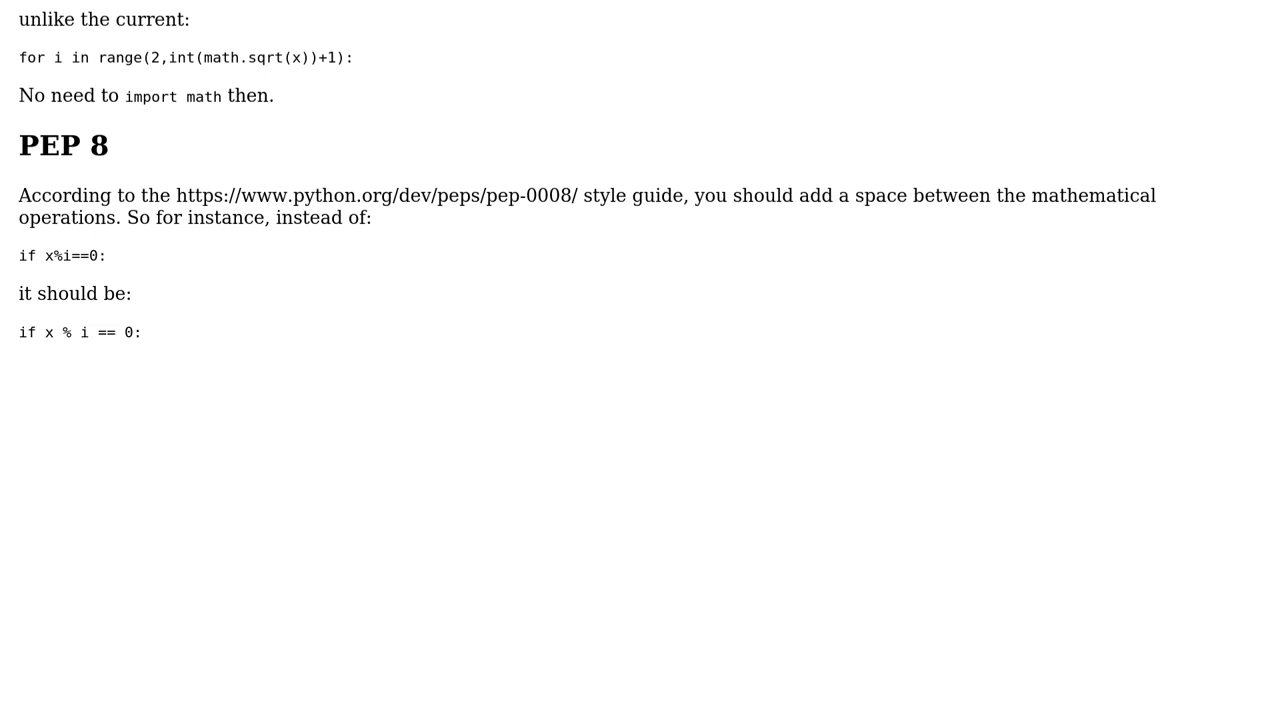 unlike the current:
for i in range(2,int(math.sqrt(x))+1):
No need to import math then.
PEP 8
According to the https://www.python.org/dev/peps/pep-0008/ style guide, you should add a space between the mathematical
operations. So for instance, instead of:
if x%i==0:
it should be:
if x % i == 0: